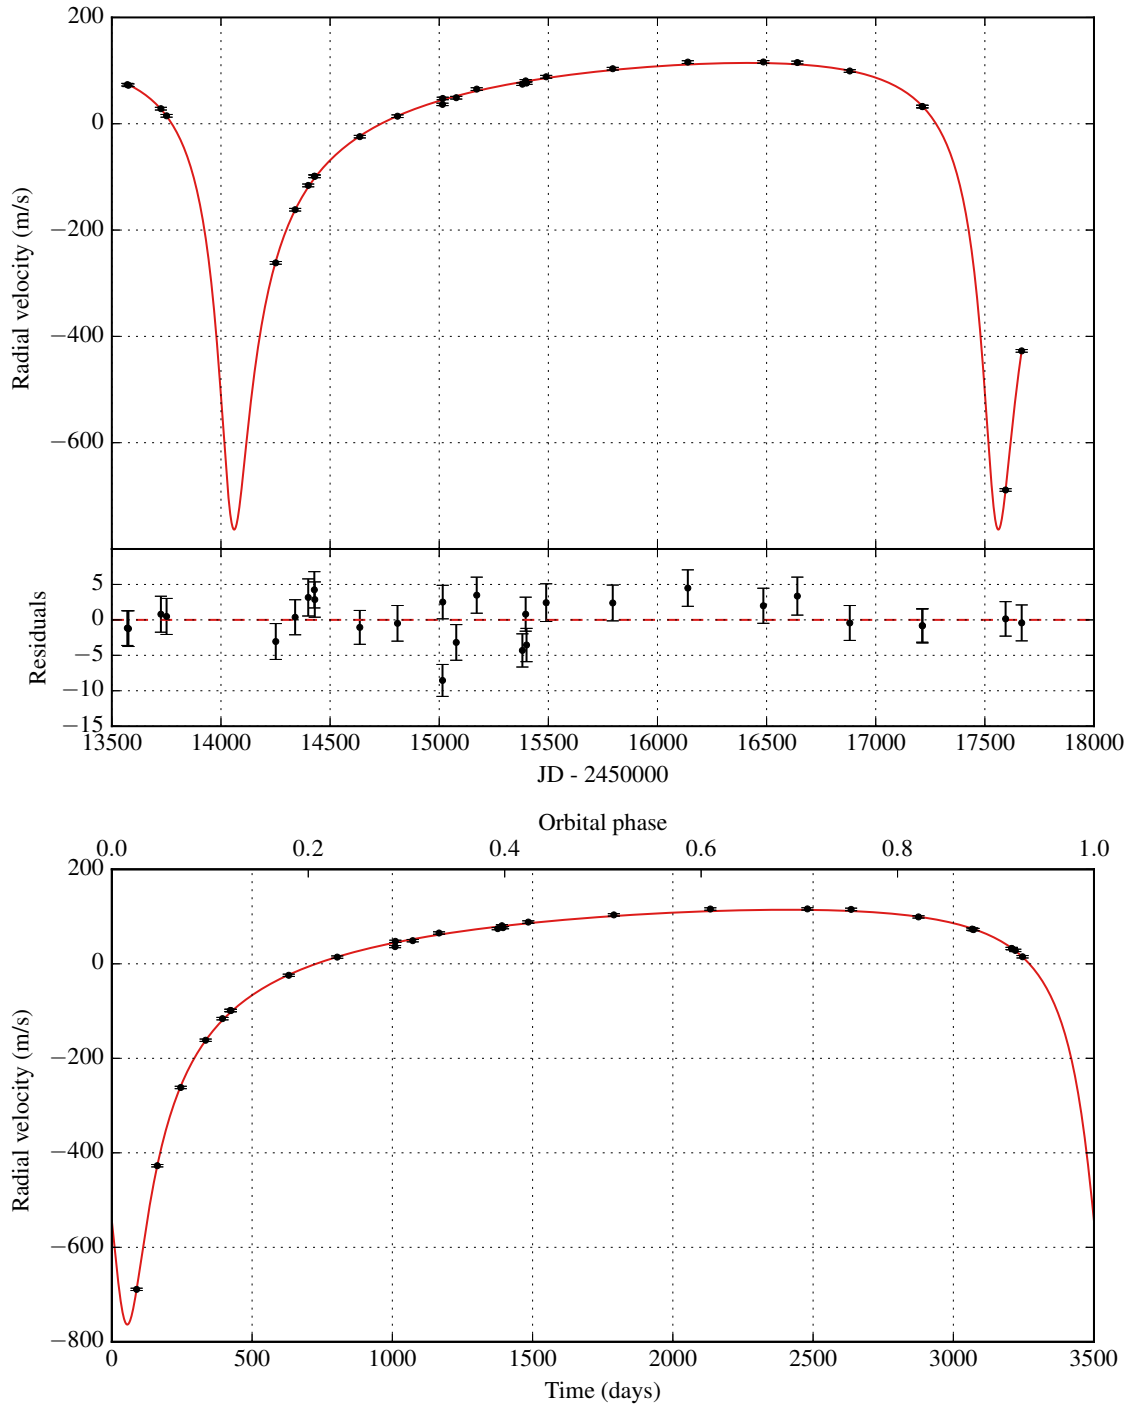 200
0
−200
−400
−600
Radial velocity (m/s)
5
0
−5
−10
−15
Residuals
13500 14000 14500 15000 15500 16000 16500 17000 17500 18000
JD - 2450000
Orbital phase
0.0 0.2 0.4 0.6 0.8 1.0
200
0
−200
−400
−600
−800
Radial velocity (m/s)
0 500 1000 1500 2000 2500 3000 3500
Time (days)